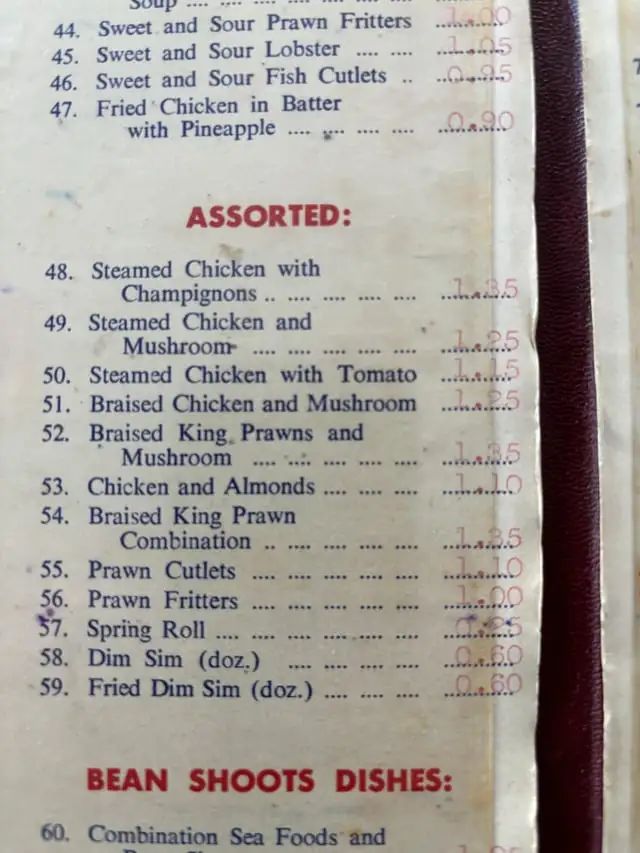 Soup .... .... .... .... ....
44. Sweet and Sour Prawn Fritters 1.00
45. Sweet and Sour Lobster .... .... 1.05
46. Sweet and Sour Fish Cutlets .. 0.95
47. Fried Chicken in Batter
with Pineapple .... .... .... .... 0.90
ASSORTED:
48. Steamed Chicken with
Champignons .. .... .... .... .... 1.35
49. Steamed Chicken and
Mushroom .... .... .... .... .... 1.25
50. Steamed Chicken with Tomato 1.15
51. Braised Chicken and Mushroom 1.25
52. Braised King Prawns and
Mushroom .... .... .... .... .... 1.35
53. Chicken and Almonds .... .... .... 1.10
54. Braised King Prawn
Combination .. .... .... .... .... 1.35
55. Prawn Cutlets .... .... .... .... .... 1.10
56. Prawn Fritters .... .... .... .... .... 1.00
57. Spring Roll .... .... .... .... .... ....
58. Dim Sim (doz.) .... .... .... .... 0.60
59. Fried Dim Sim (doz.) .... .... .... 0.60
BEAN SHOOTS DISHES:
60. Combination Sea Foods and